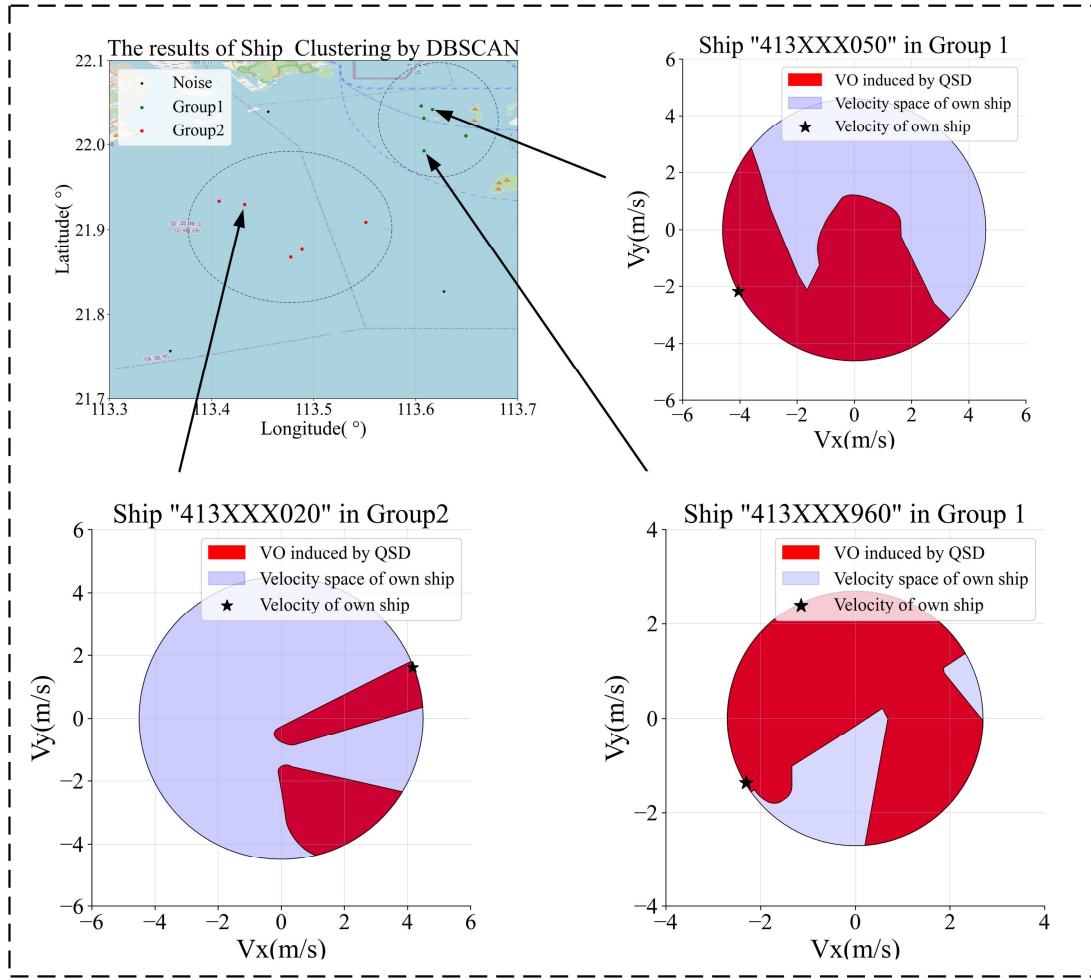 The results of Ship Clustering by DBSCAN
Noise
Group1
Group2
22.1
22.0
21.9
21.8
21.7
Latitude( °)
113.3 113.4 113.5 113.6 113.7
Longitude( °)
珠海市
Ship "413XXX050" in Group 1
VO induced by QSD
Velocity space of own ship
Velocity of own ship
6
4
2
0
−2
−4
−6
Vy(m/s)
−6 −4 −2 0 2 4 6
Vx(m/s)
Ship "413XXX020" in Group2
VO induced by QSD
Velocity space of own ship
Velocity of own ship
6
4
2
0
−2
−4
−6
Vy(m/s)
−6 −4 −2 0 2 4 6
Vx(m/s)
Ship "413XXX960" in Group 1
VO induced by QSD
Velocity space of own ship
Velocity of own ship
4
2
0
−2
−4
Vy(m/s)
−4 −2 0 2 4
Vx(m/s)